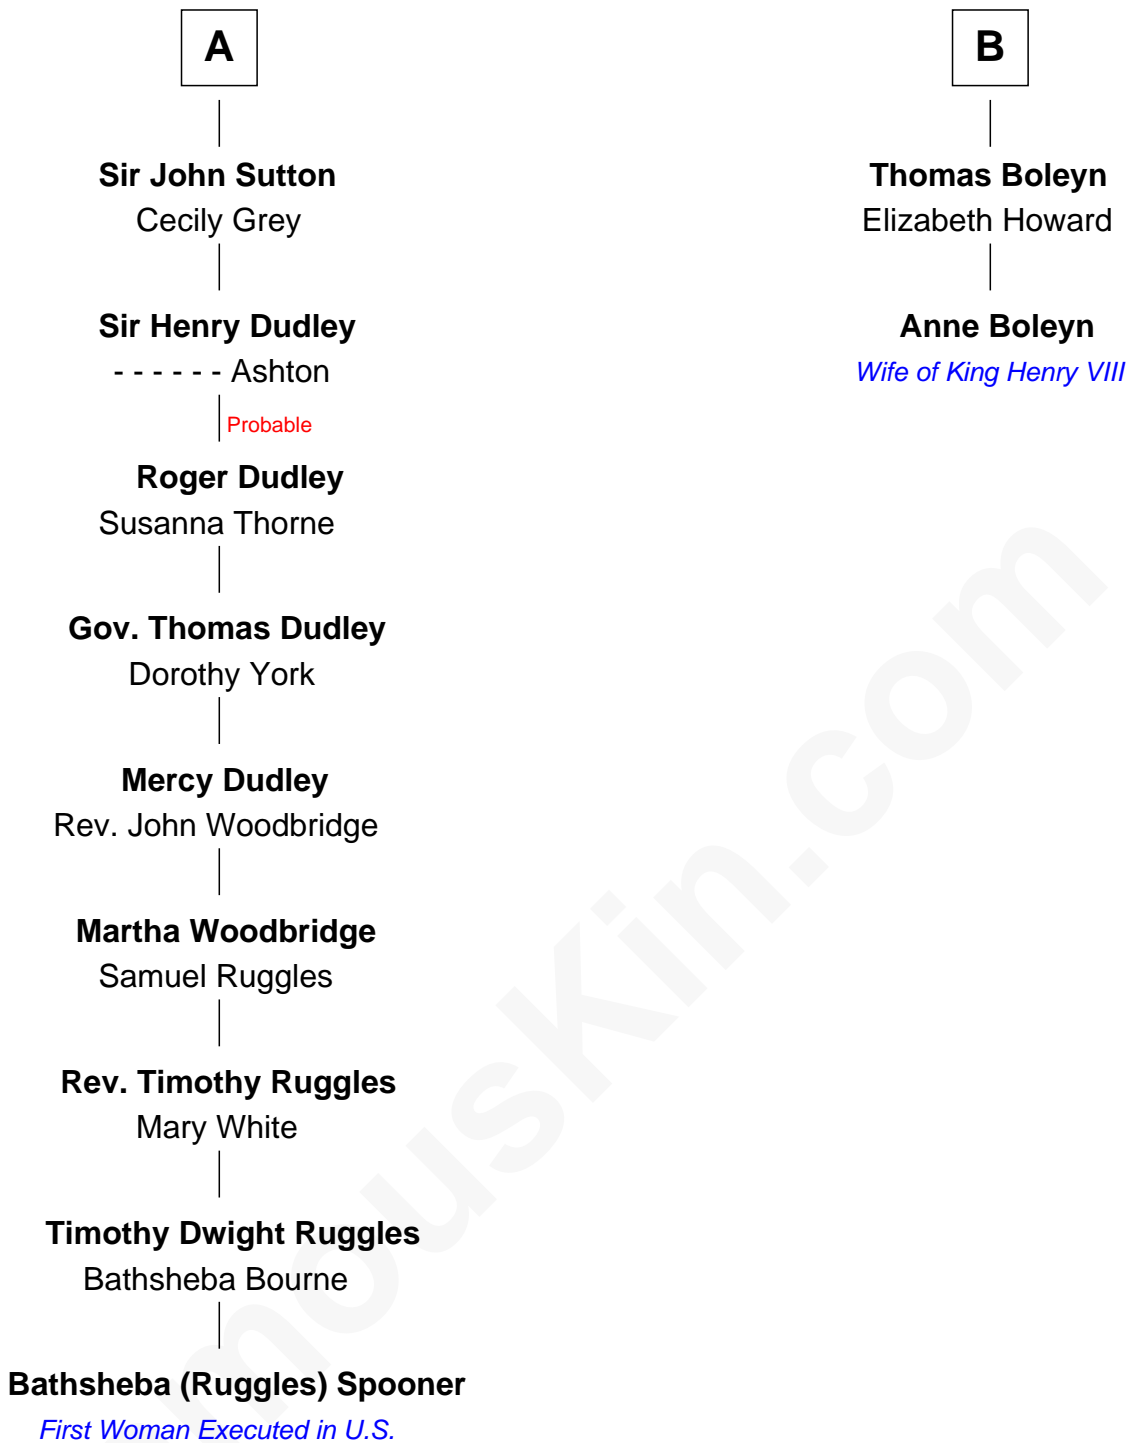 A
Sir John Sutton
Cecily Grey
Sir Henry Dudley
- - - - - - Ashton
Probable
Roger Dudley
Susanna Thorne
Gov. Thomas Dudley
Dorothy York
Mercy Dudley
Rev. John Woodbridge
Martha Woodbridge
Samuel Ruggles
Rev. Timothy Ruggles
Mary White
Timothy Dwight Ruggles
Bathsheba Bourne
Bathsheba (Ruggles) Spooner
First Woman Executed in U.S.
B
Thomas Boleyn
Elizabeth Howard
Anne Boleyn
Wife of King Henry VIII
mousKin.com